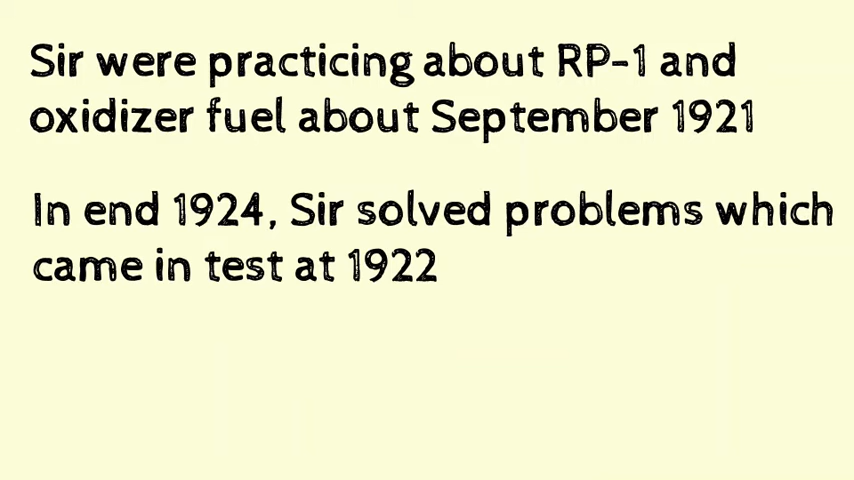 Sir were practicing about RP-1 and
oxidizer fuel about September 1921
In end 1924, Sir solved problems which
came in test at 1922